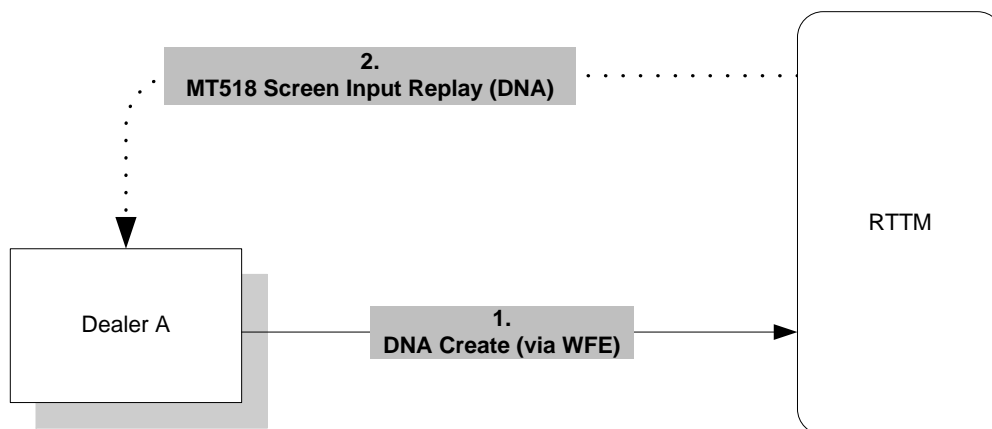 2.
MT518 Screen Input Replay (DNA)
RTTM
Dealer A
1.
DNA Create (via WFE)